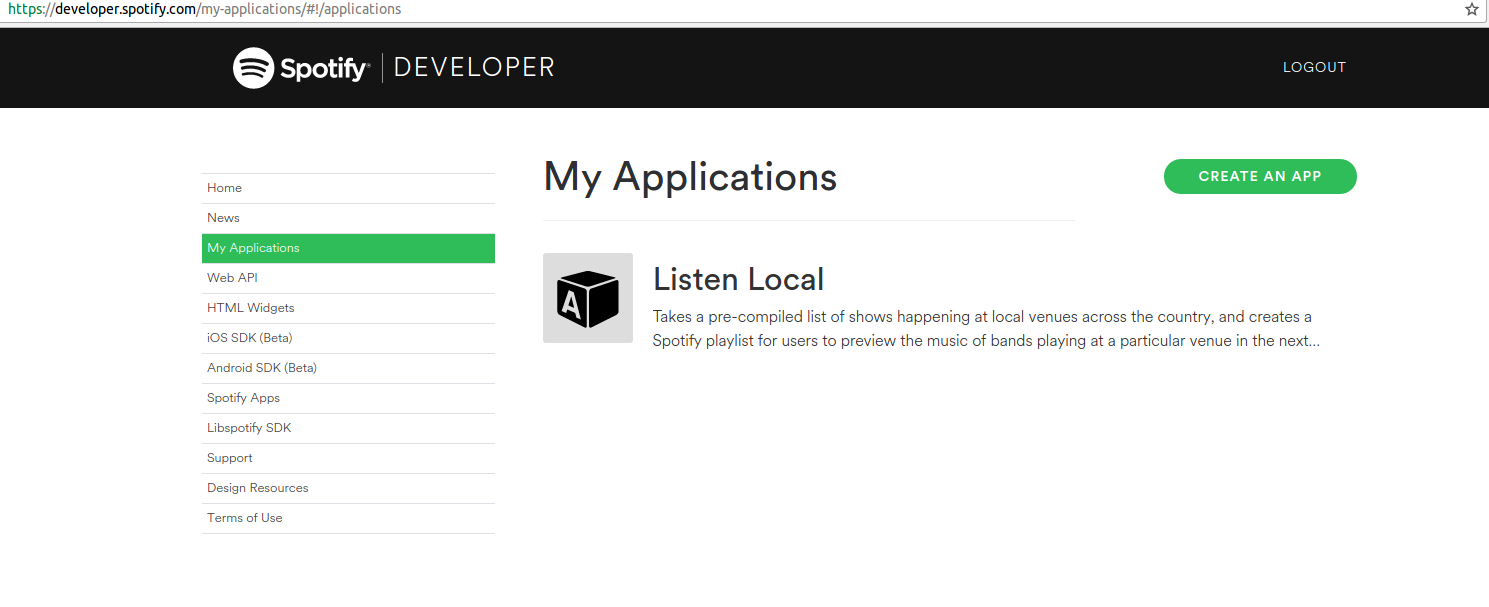 https://developer.spotify.com/my-applications/#!/applications
Spotify® DEVELOPER
LOGOUT
Home
News
My Applications
Web API
HTML Widgets
iOS SDK (Beta)
Android SDK (Beta)
Spotify Apps
Libspotify SDK
Support
Design Resources
Terms of Use
My Applications
CREATE AN APP
A
Listen Local
Takes a pre-compiled list of shows happening at local venues across the country, and creates a
Spotify playlist for users to preview the music of bands playing at a particular venue in the next...